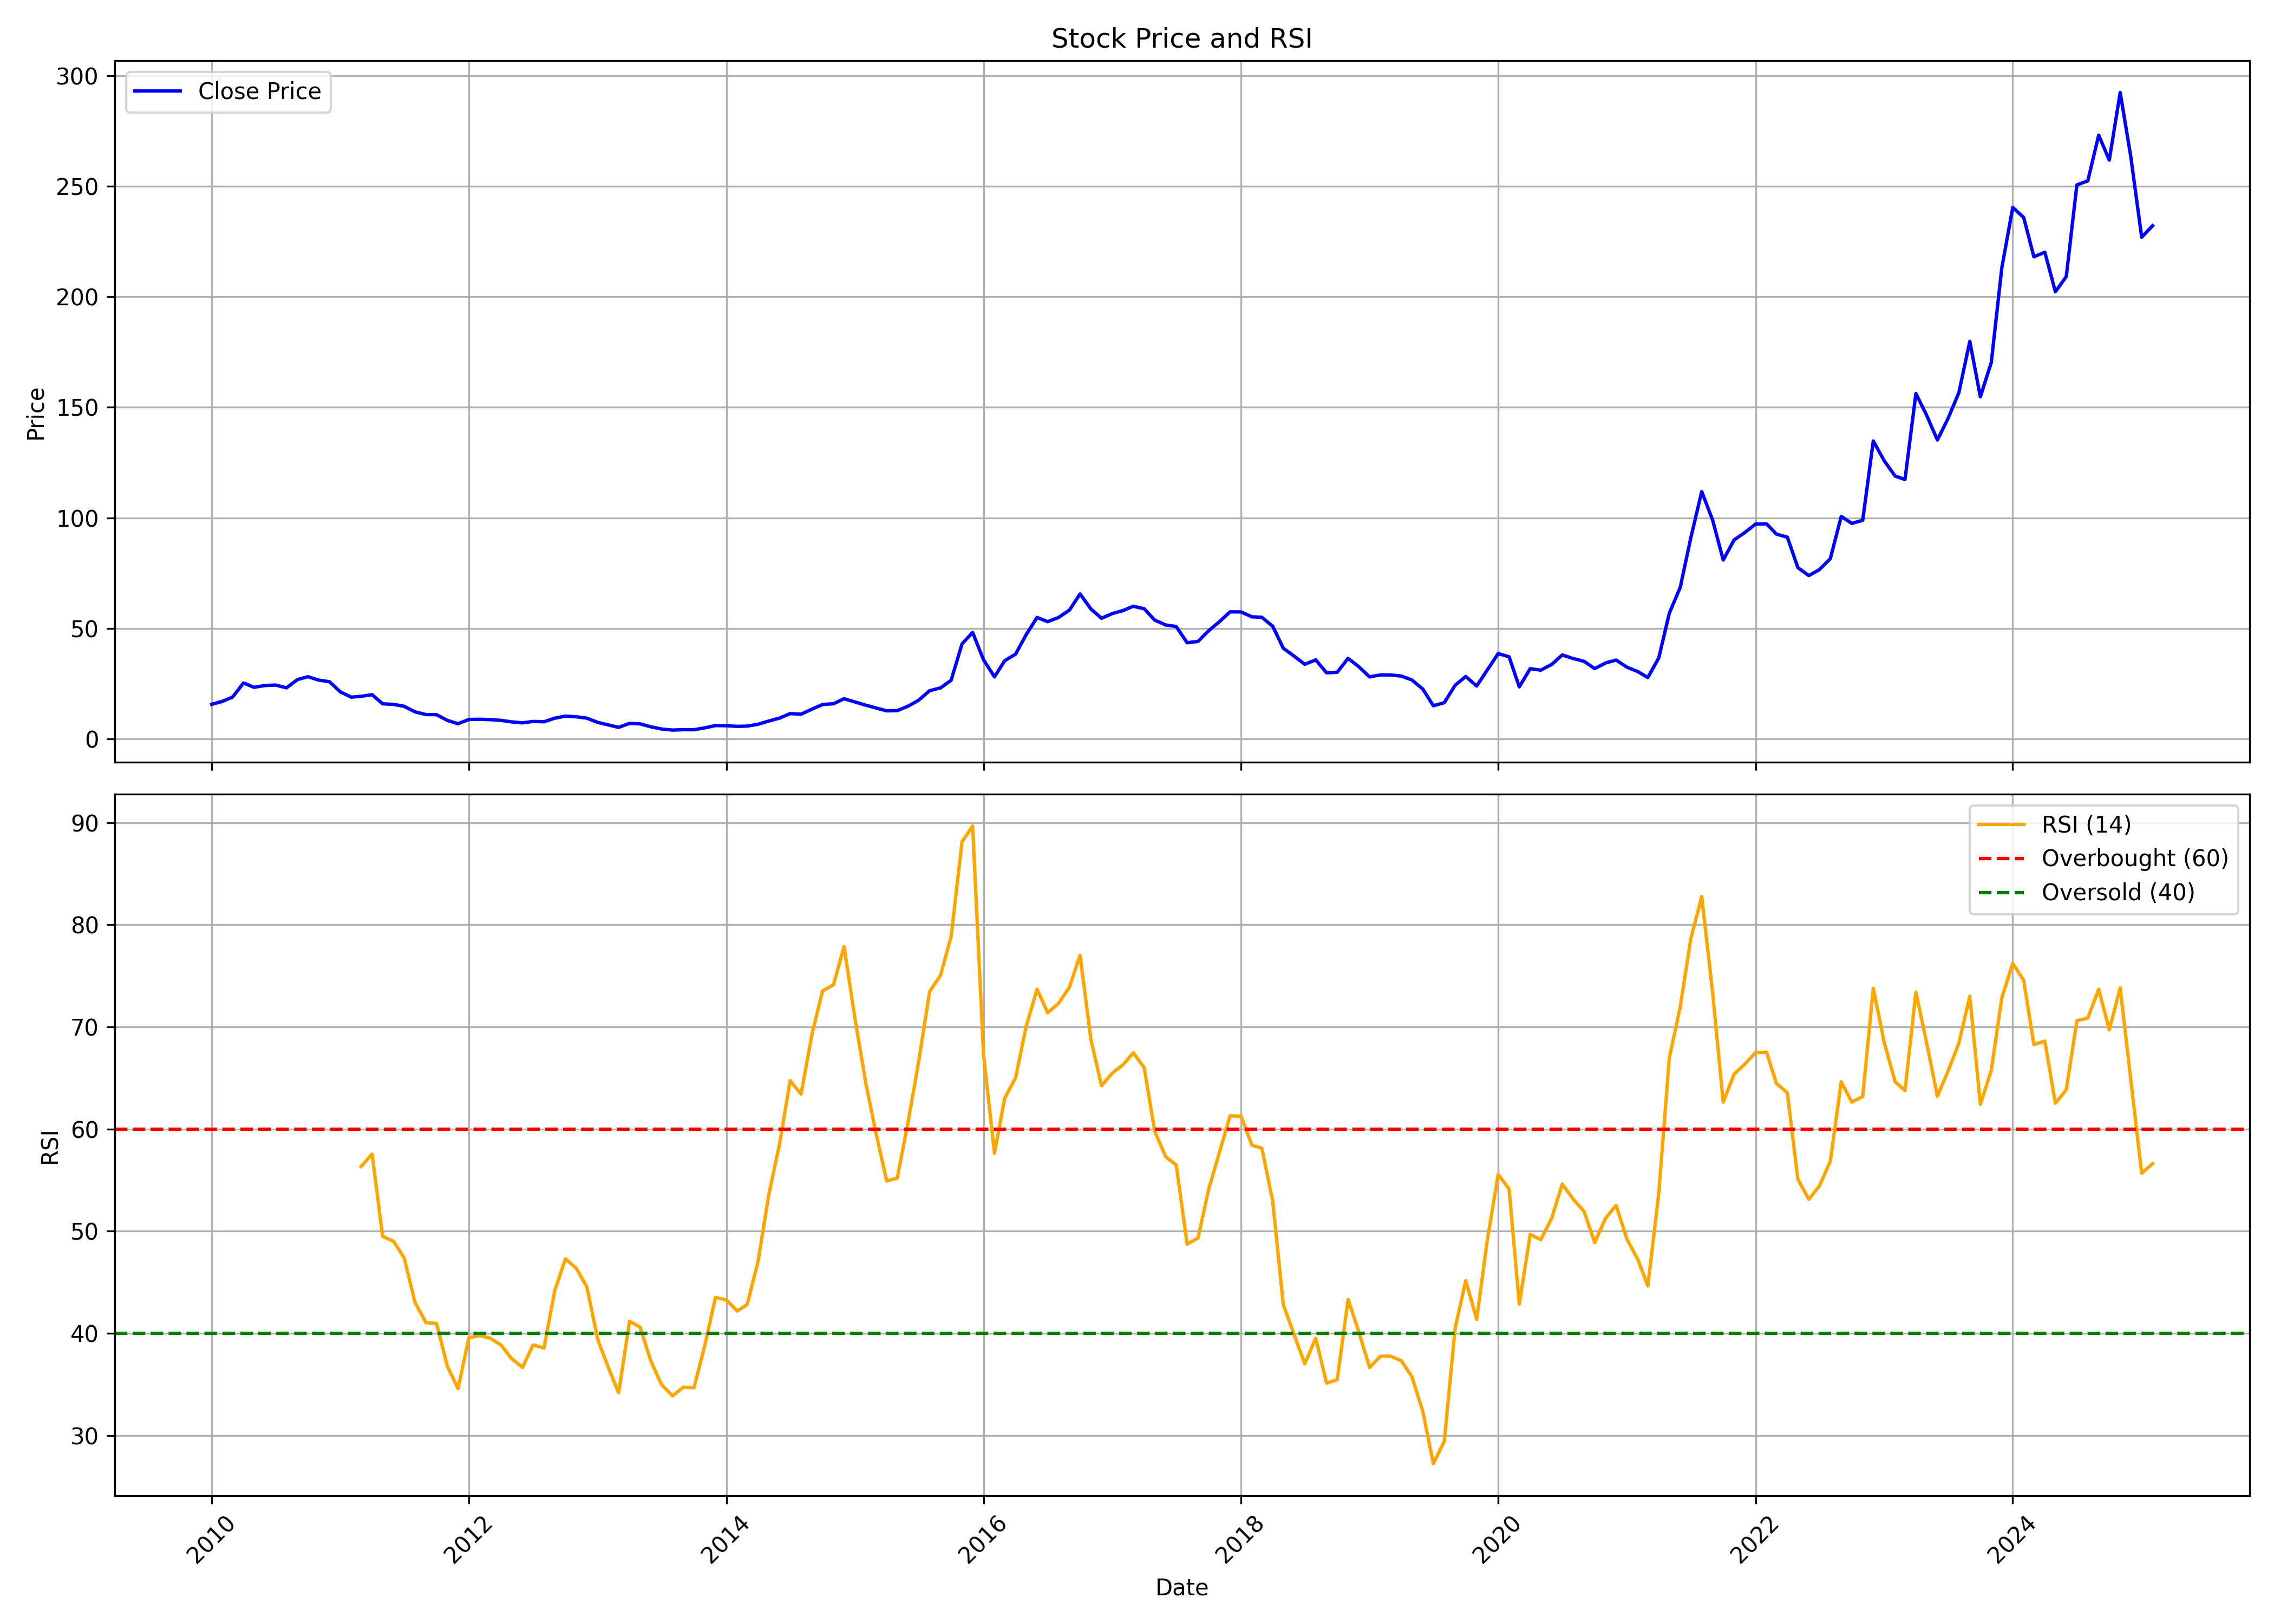 Stock Price and RSI
300
250
200
150
100
50
0
Price
Close Price
90
80
70
60
50
40
30
RSI
RSI (14)
Overbought (60)
Oversold (40)
2010
2012
2014
2016
2018
2020
2022
2024
Date